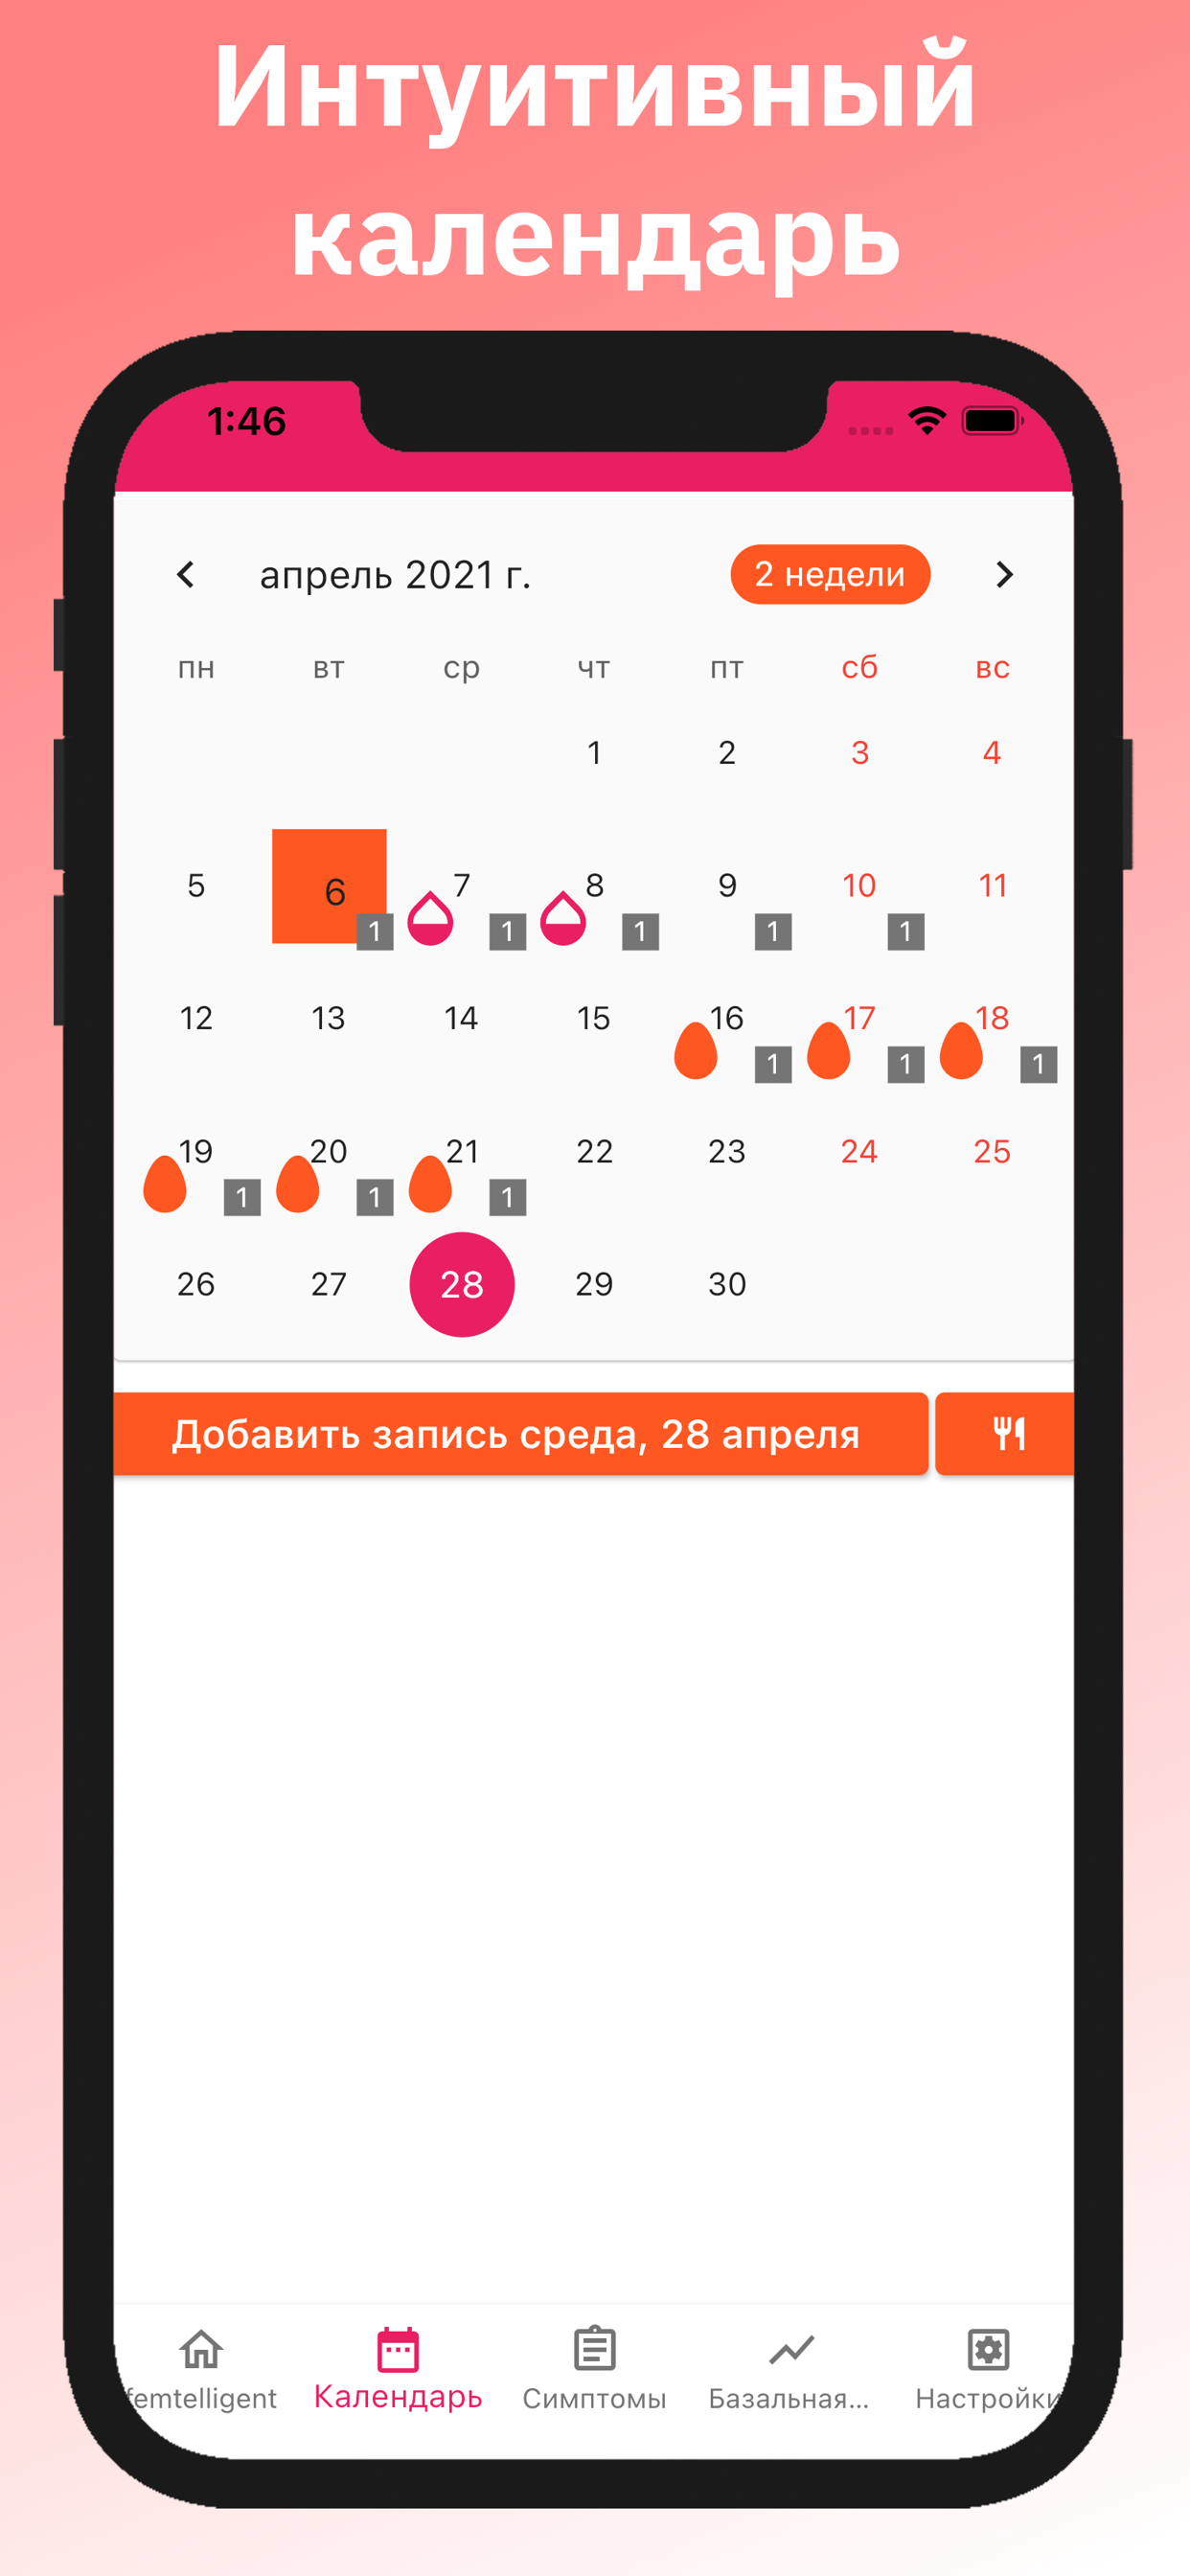 Интуитивный
календарь
1:46
апрель 2021 г.
2 недели
пн вт ср чт пт сб вс
1 2 3 4
5 6 7 8 9 10 11
1 1 1 1 1
12 13 14 15 16 17 18
1 1 1
19 20 21 22 23 24 25
1 1 1
26 27 28 29 30
Добавить запись среда, 28 апреля
femtelligent Календарь Симптомы Базальная... Настройки